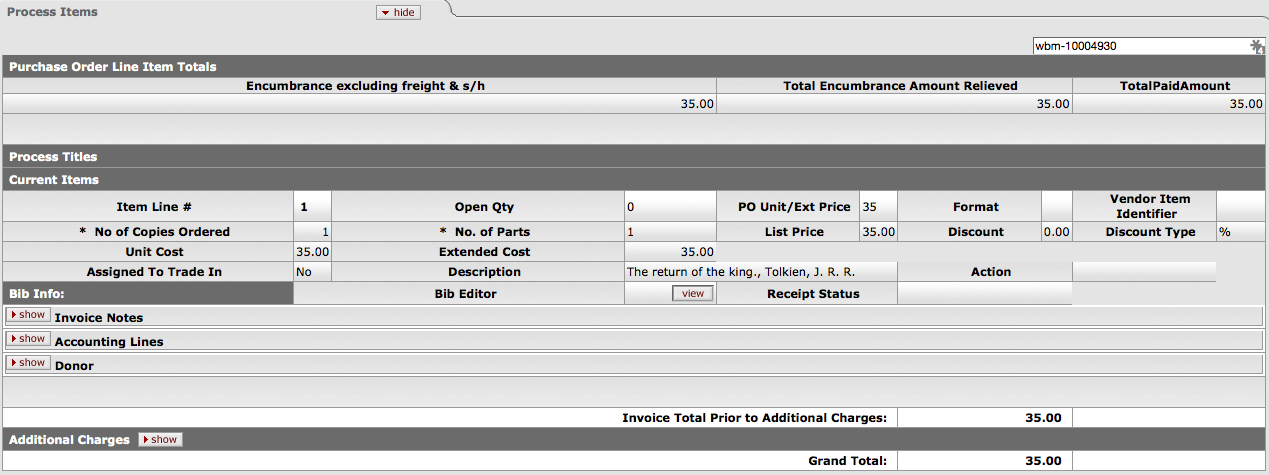 Process Items hide
wbm-10004930
Purchase Order Line Item Totals
Encumbrance excluding freight & s/h Total Encumbrance Amount Relieved TotalPaidAmount
35.00 35.00 35.00
Process Titles
Current Items
Item Line # 1 Open Qty 0 PO Unit/Ext Price 35 Format Vendor Item Identifier
* No of Copies Ordered 1 * No. of Parts 1 List Price 35.00 Discount 0.00 Discount Type %
Unit Cost 35.00 Extended Cost 35.00
Assigned To Trade In No Description The return of the king., Tolkien, J. R. R. Action
Bib Info: Bib Editor view Receipt Status
show Invoice Notes
show Accounting Lines
show Donor
Invoice Total Prior to Additional Charges: 35.00
Additional Charges show
Grand Total: 35.00